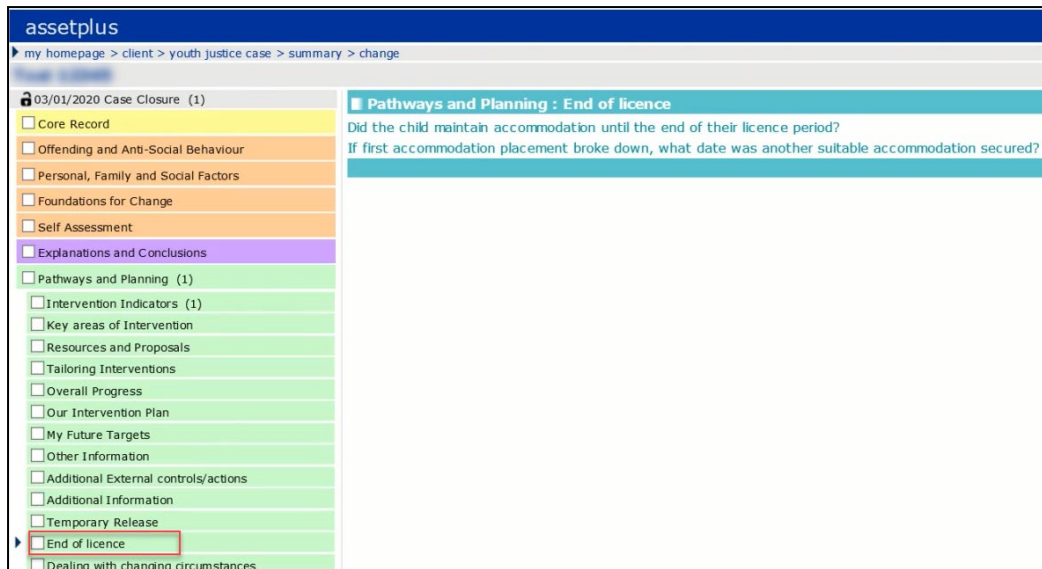 assetplus
my homepage > client > youth justice case > summary > change
03/01/2020 Case Closure (1)
Core Record
Offending and Anti-Social Behaviour
Personal, Family and Social Factors
Foundations for Change
Self Assessment
Explanations and Conclusions
Pathways and Planning (1)
Intervention Indicators (1)
Key areas of Intervention
Resources and Proposals
Tailoring Interventions
Overall Progress
Our Intervention Plan
My Future Targets
Other Information
Additional External controls/actions
Additional Information
Temporary Release
End of licence
Dealing with changing circumstances
Pathways and Planning : End of licence
Did the child maintain accommodation until the end of their licence period?
If first accommodation placement broke down, what date was another suitable accommodation secured?